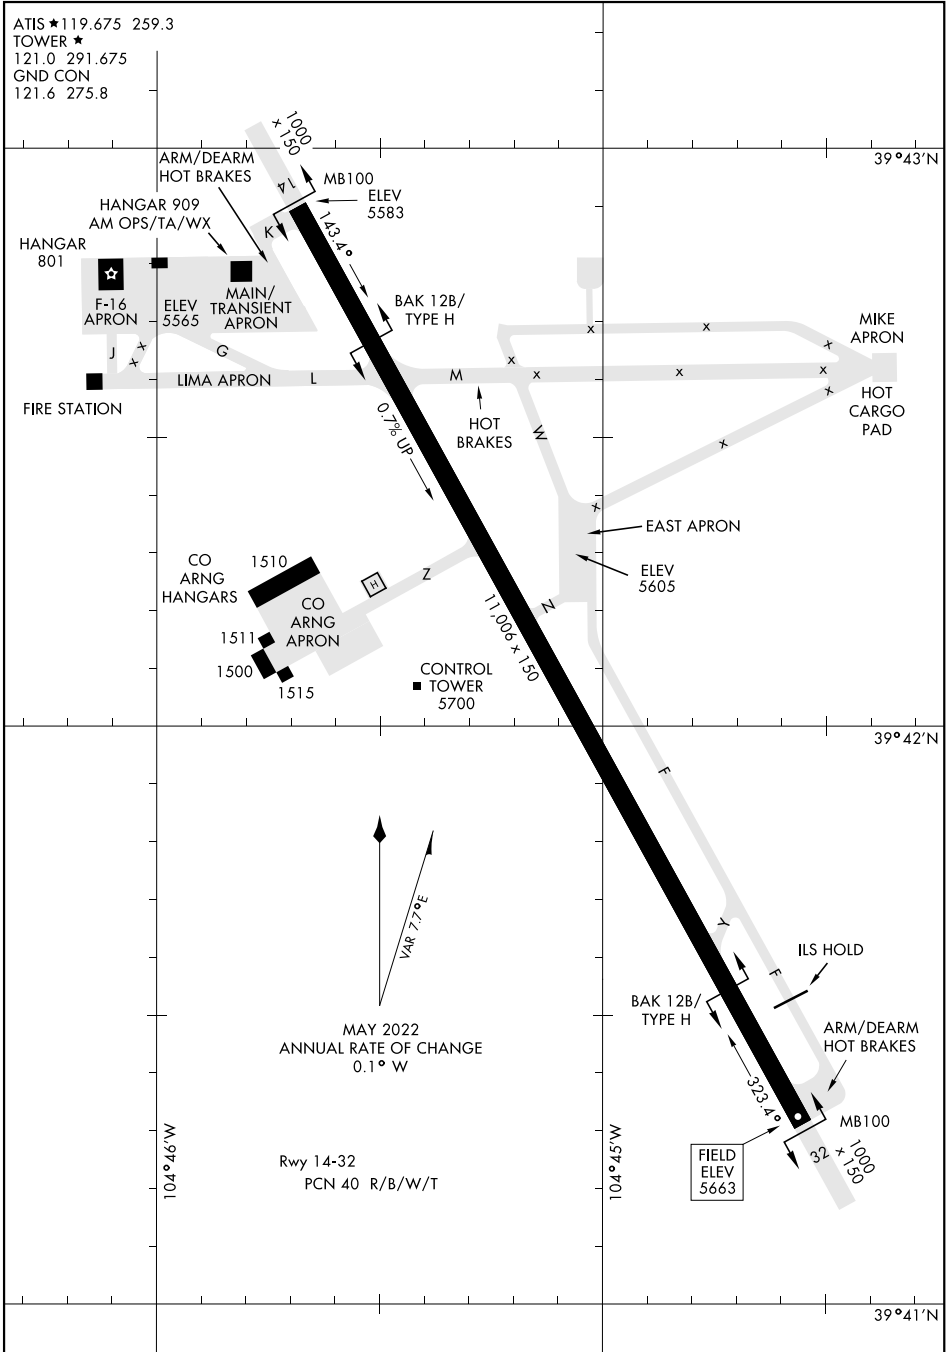 ATIS ★ 119.675 259.3
TOWER ★
121.0 291.675
GND CON
121.6 275.8
1000
x 150
39°43'N
ARM/DEARM
HOT BRAKES
14
MB100
ELEV
5583
HANGAR 909
AM OPS/TA/WX
K
143.4°
HANGAR
801
F-16
APRON
ELEV
5565
MAIN/
TRANSIENT
APRON
BAK 12B/
TYPE H
MIKE
APRON
x
x
x
x
x
J
G
x
LIMA APRON
L
M
x
x
x
x
FIRE STATION
0.7% UP
HOT
BRAKES
W
HOT
CARGO
PAD
x
x
EAST APRON
CO
ARNG
HANGARS
1510
H
Z
ELEV
5605
CO
ARNG
APRON
N
11,006 x 150
1511
1500
1515
CONTROL
TOWER
5700
39°42'N
F
VAR 7.7°E
Y
F
ILS HOLD
BAK 12B/
TYPE H
MAY 2022
ANNUAL RATE OF CHANGE
0.1° W
ARM/DEARM
HOT BRAKES
323.4°
MB100
104°46'W
104°45'W
Rwy 14-32
PCN 40 R/B/W/T
FIELD
ELEV
5663
32
1000
x 150
39°41'N